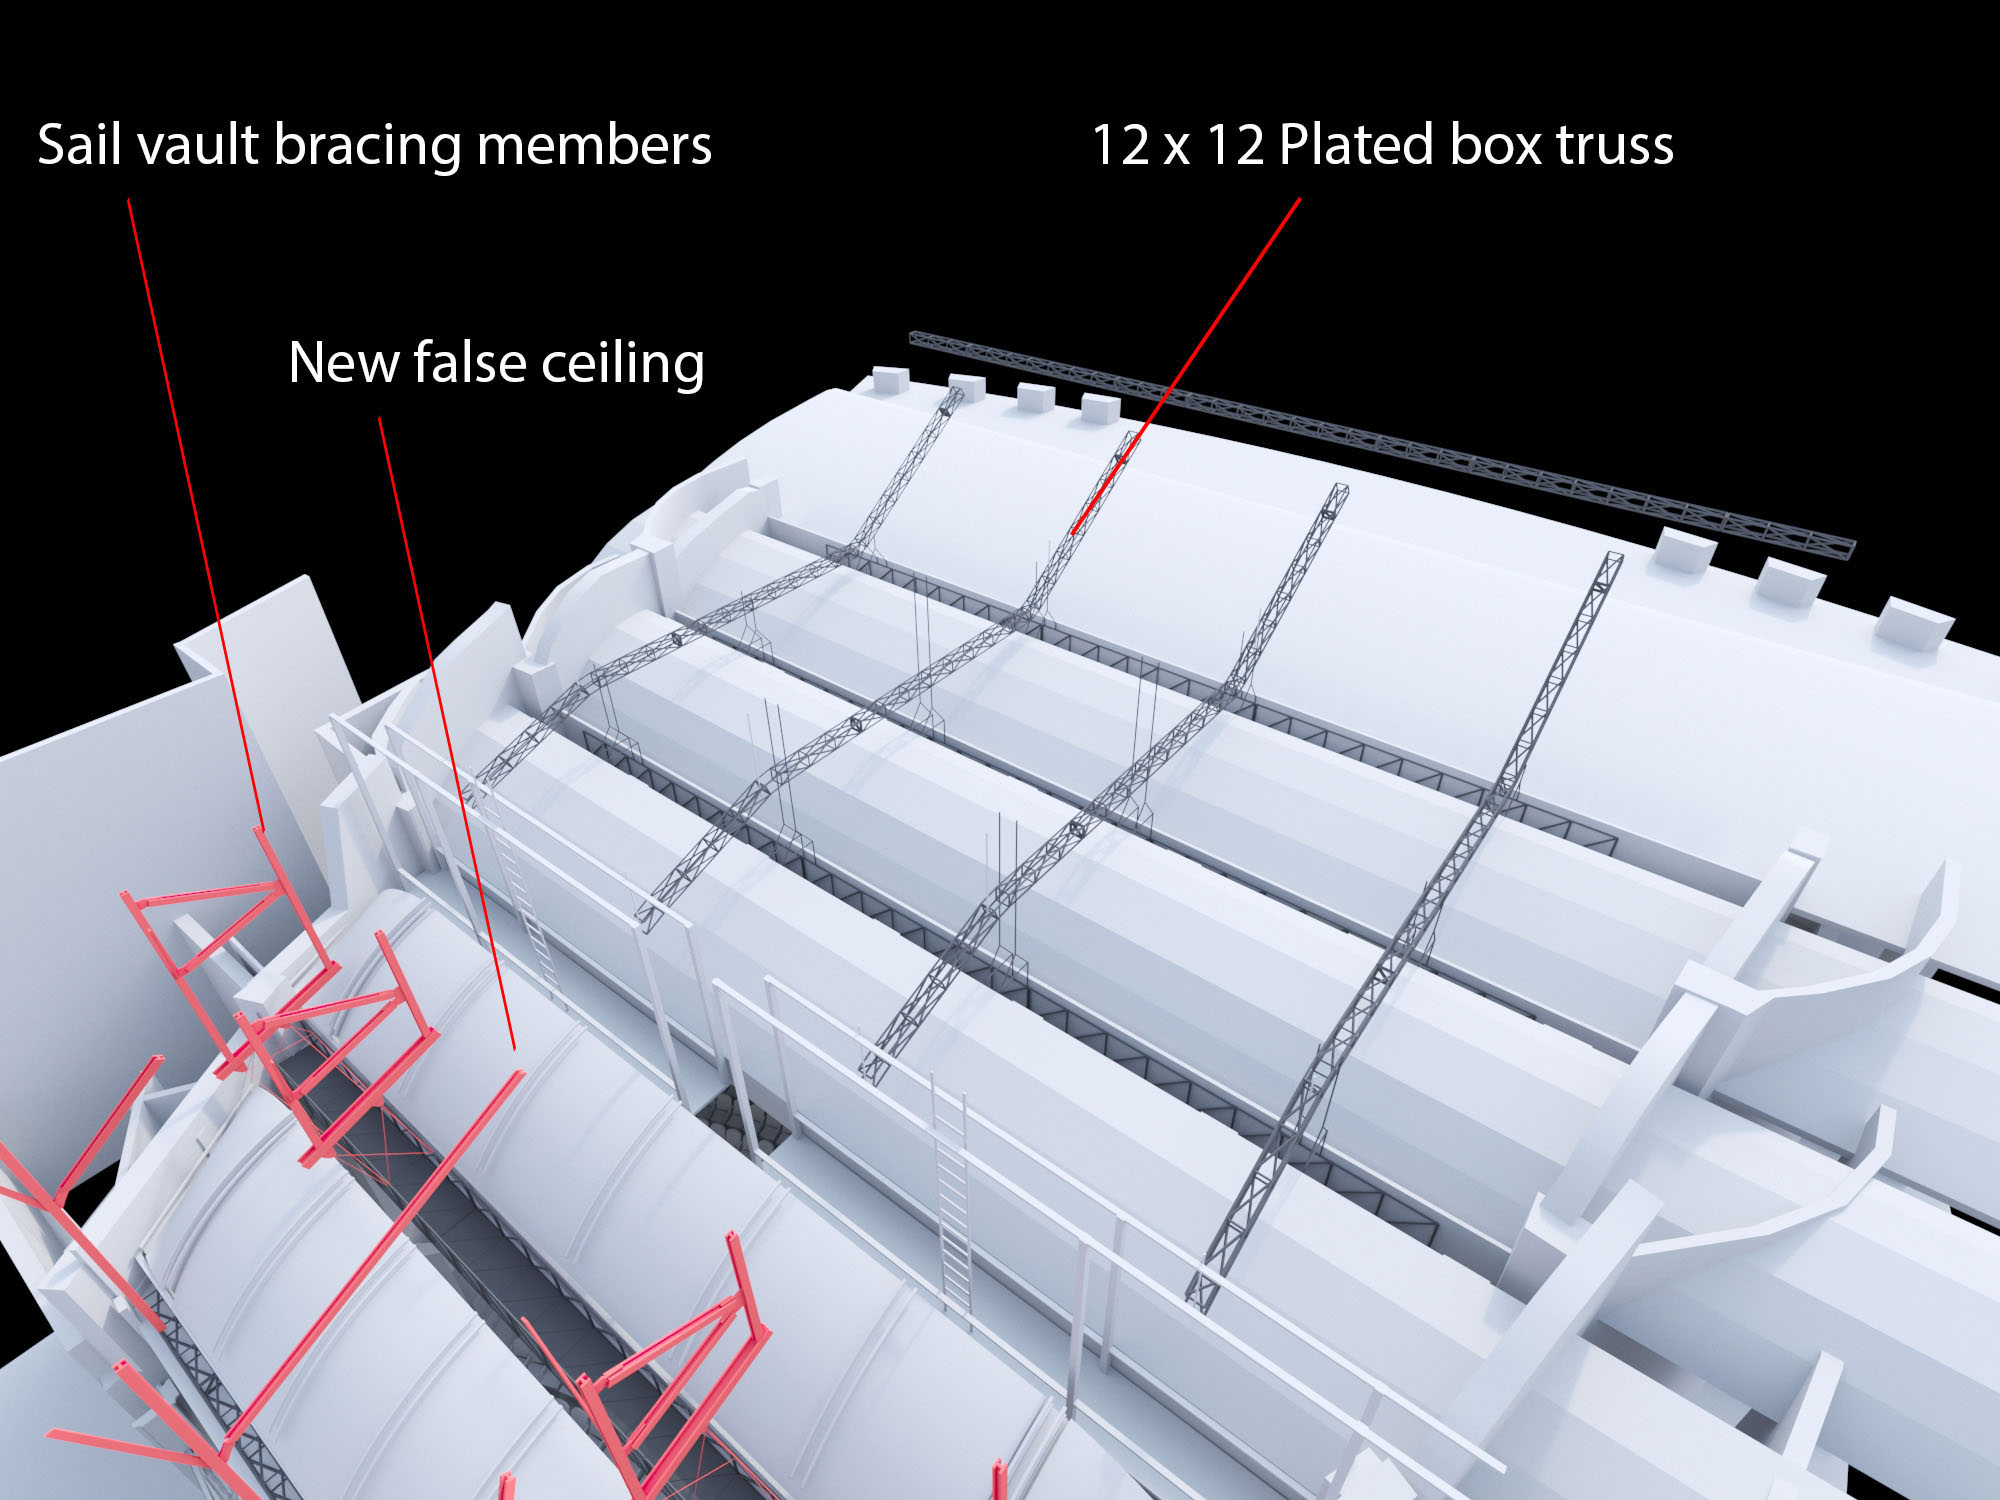 Sail vault bracing members
12 x 12 Plated box truss
New false ceiling